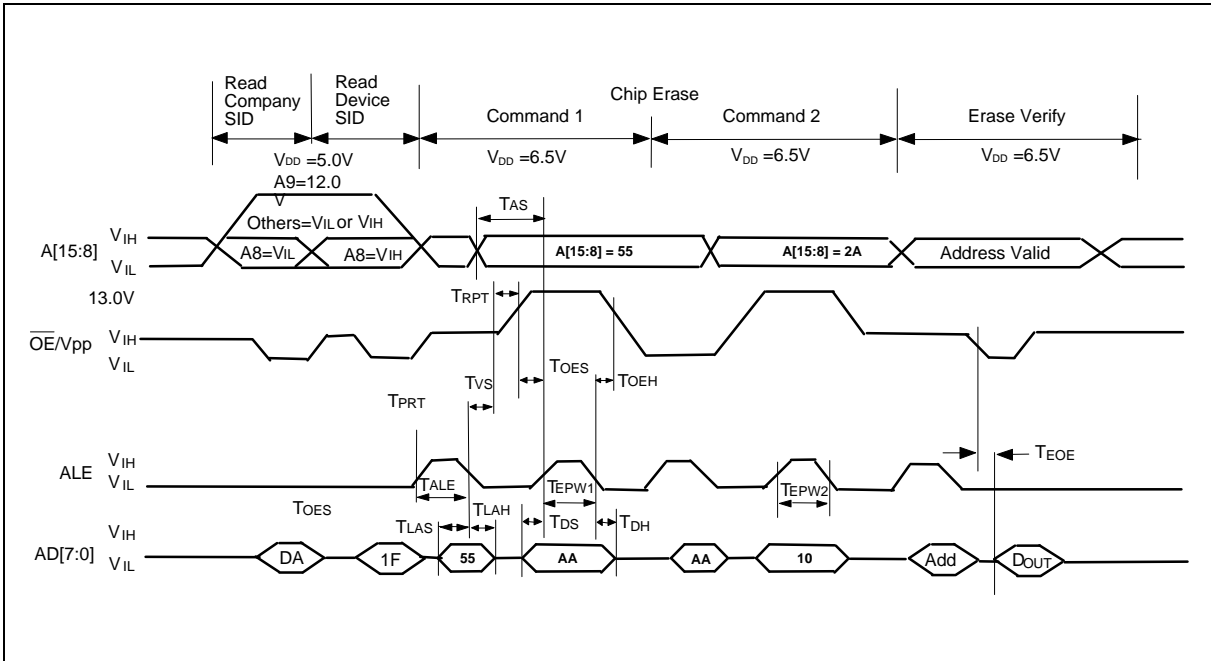 Read Company SID
Read Device SID
Chip Erase
Command 1
Command 2
Erase Verify
VDD =5.0V
VDD =6.5V
VDD =6.5V
VDD =6.5V
A9=12.0
V
Others=VIL or VIH
TAS
A[15:8]
VIH
VIL
A8=VIL
A8=VIH
A[15:8] = 55
A[15:8] = 2A
Address Valid
13.0V
TRPT
OE/Vpp
VIH
VIL
TOES
TOEH
TVS
TPRT
ALE
VIH
VIL
TEOE
TALE
TEPW1
TEPW2
TOES
TLAS
TLAH
TDS
TDH
AD[7:0]
VIH
VIL
DA
1F
55
AA
AA
10
Add
DOUT